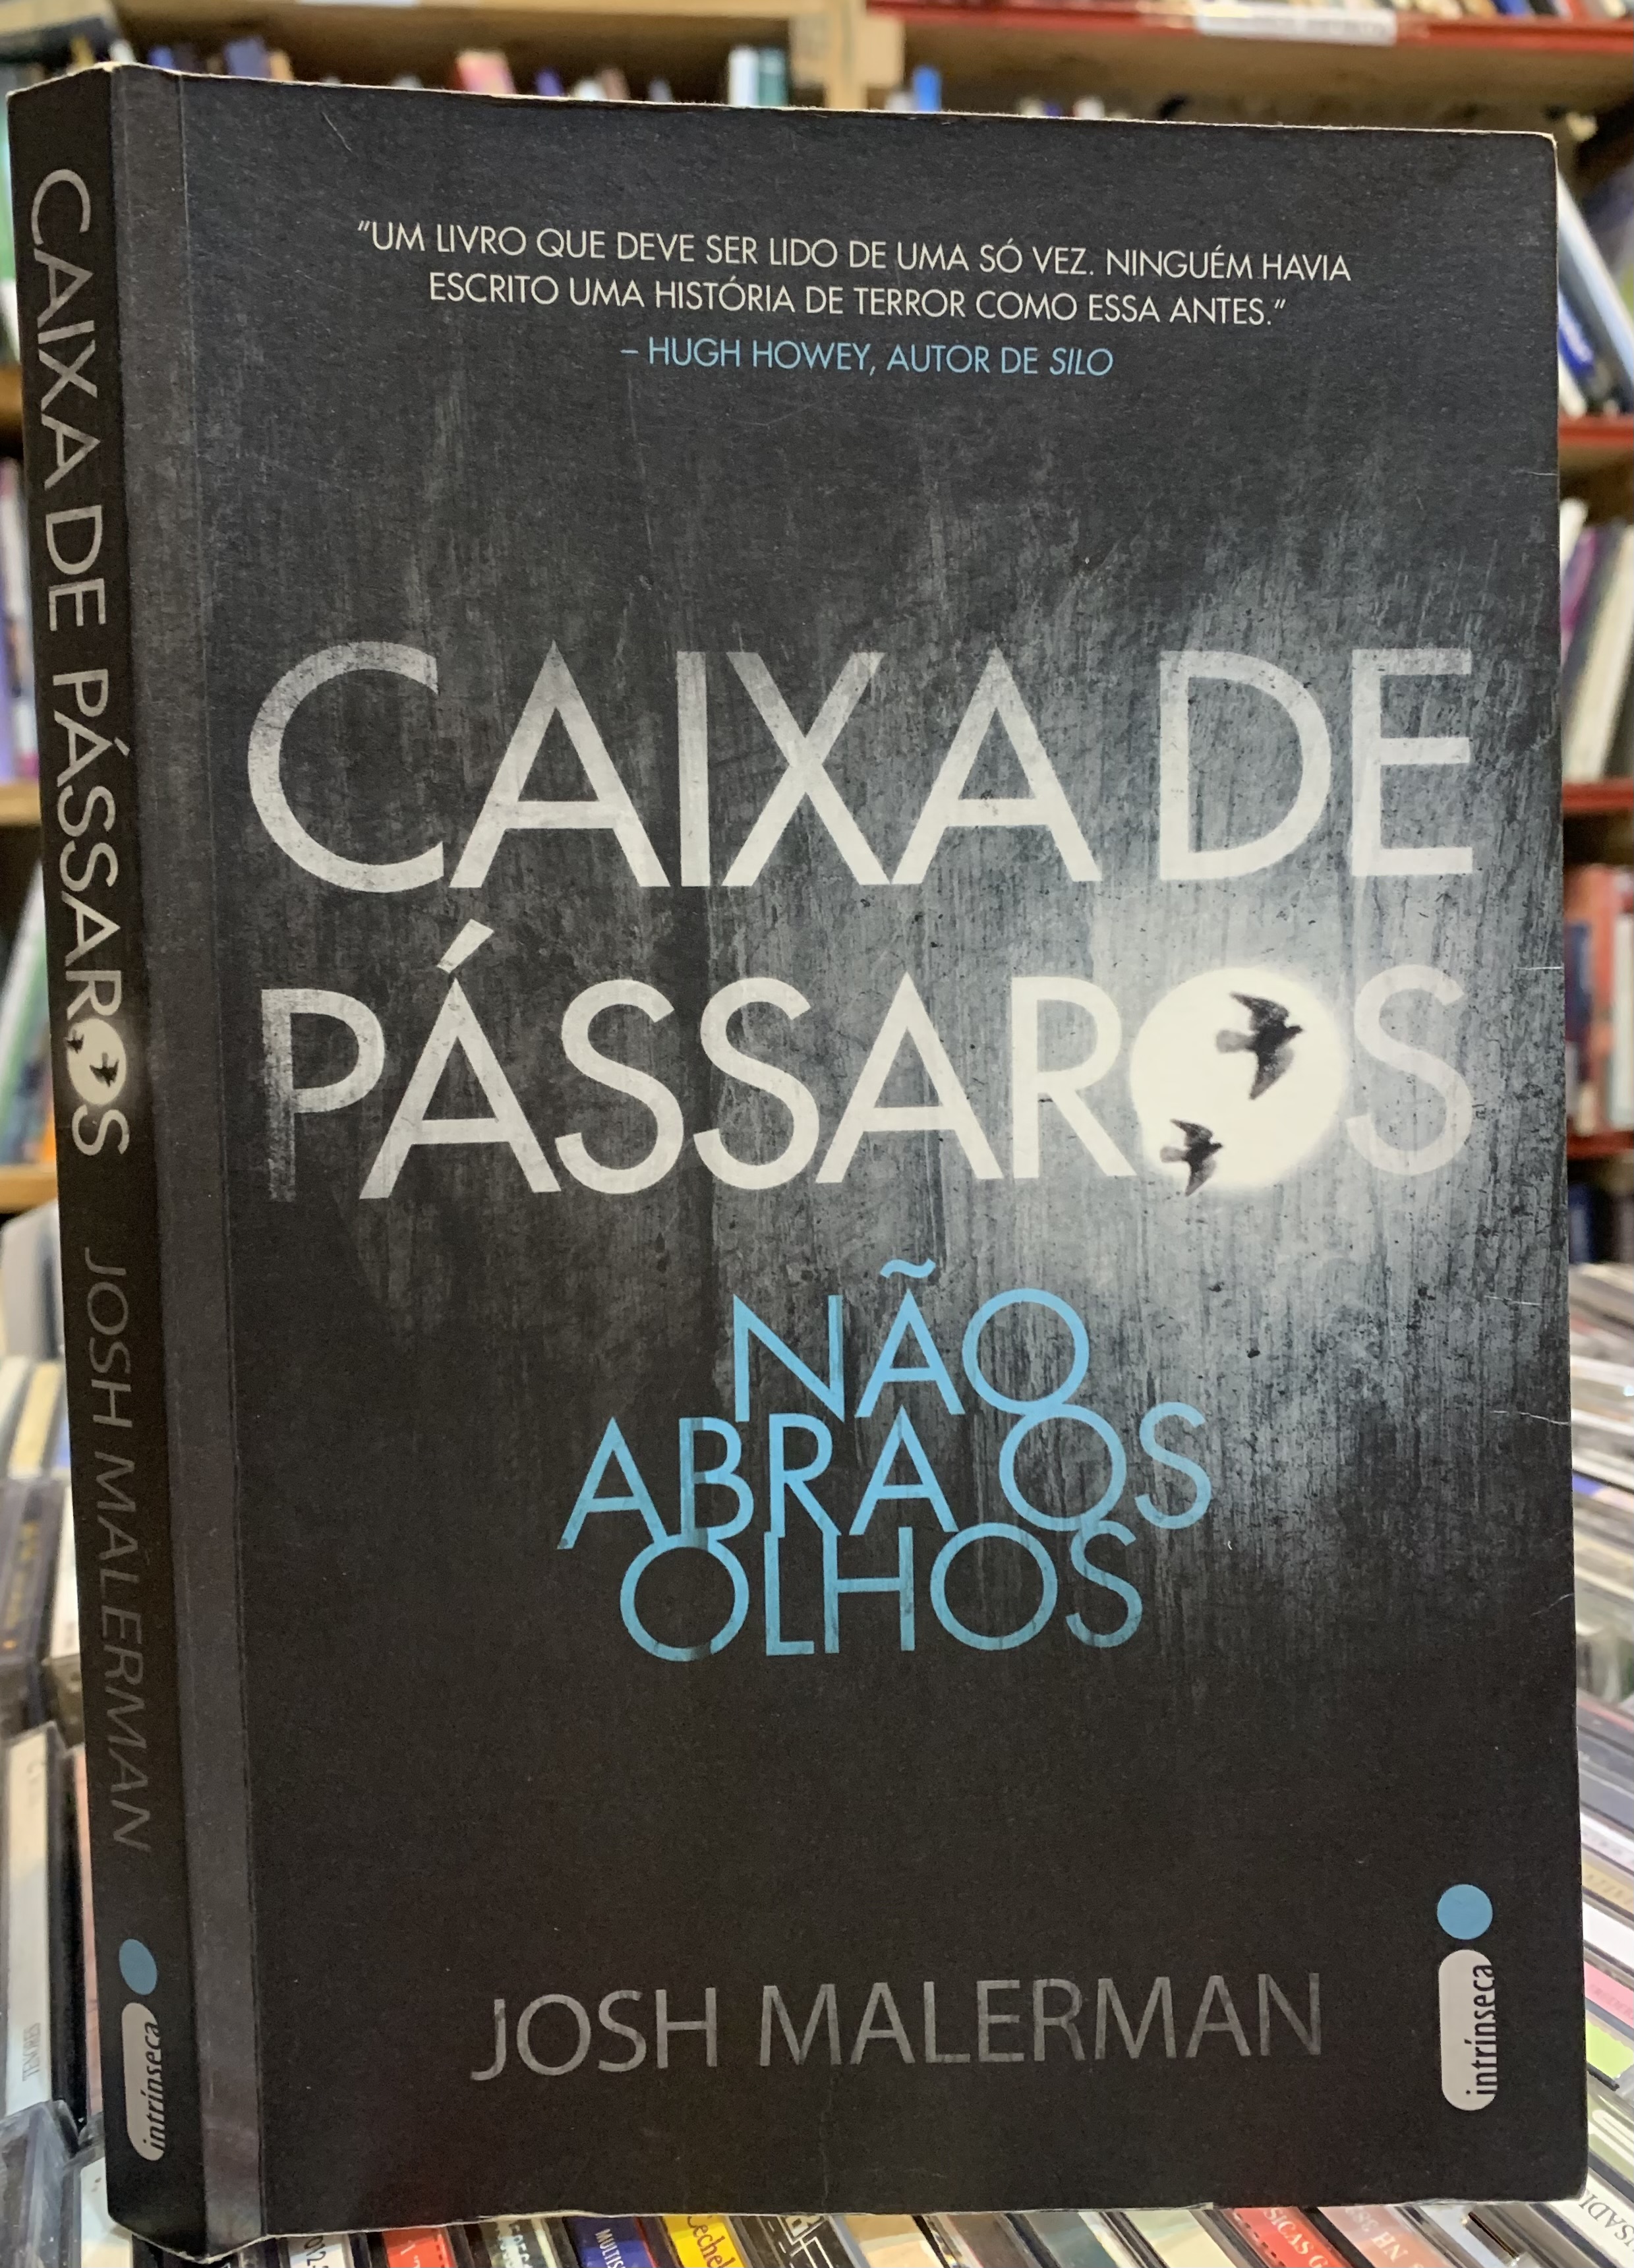 CAIXA DE PÁSSAROS JOSH MALERMAN
intrínseca
"UM LIVRO QUE DEVE SER LIDO DE UMA SÓ VEZ. NINGUÉM HAVIA
ESCRITO UMA HISTÓRIA DE TERROR COMO ESSA ANTES."
– HUGH HOWEY, AUTOR DE SILO
CAIXA DE
PÁSSAROS
NÃO
ABRA OS
OLHOS
JOSH MALERMAN
intrínseca
TENORES